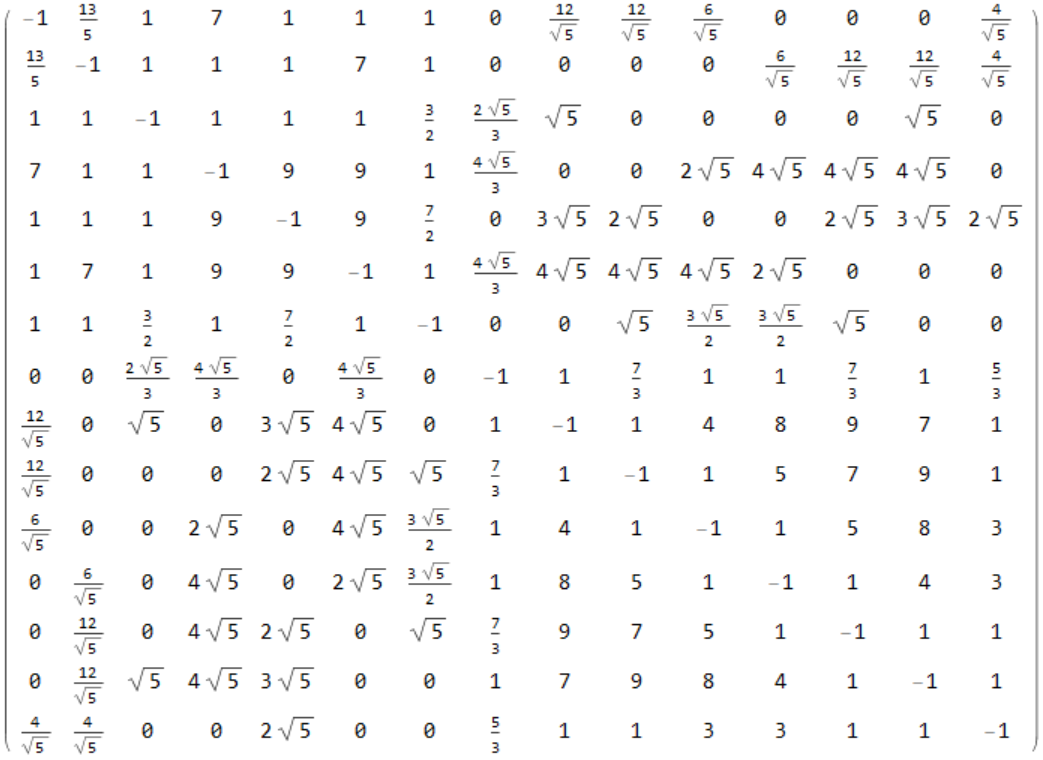 -1 13/5 1 7 1 1 1 0 12/√5 12/√5 6/√5 0 0 0 4/√5
13/5 -1 1 1 1 7 1 0 0 0 0 6/√5 12/√5 12/√5 4/√5
1 1 -1 1 1 1 3/2 2√5/3 √5 0 0 0 0 √5 0
7 1 1 -1 9 9 1 4√5/3 0 0 2√5 4√5 4√5 4√5 0
1 1 1 9 -1 9 7/2 0 3√5 2√5 0 0 2√5 3√5 2√5
1 7 1 9 9 -1 1 4√5/3 4√5 4√5 4√5 2√5 0 0 0
1 1 3/2 1 7/2 1 -1 0 0 √5 3√5/2 3√5/2 √5 0 0
0 0 2√5/3 4√5/3 0 4√5/3 0 -1 1 7/3 1 1 7/3 1 5/3
12/√5 0 √5 0 3√5 4√5 0 1 -1 1 4 8 9 7 1
12/√5 0 0 0 2√5 4√5 √5 7/3 1 -1 1 5 7 9 1
6/√5 0 0 2√5 0 4√5 3√5/2 1 4 1 -1 1 5 8 3
0 6/√5 0 4√5 0 2√5 3√5/2 1 8 5 1 -1 1 4 3
0 12/√5 0 4√5 2√5 0 √5 7/3 9 7 5 1 -1 1 1
0 12/√5 √5 4√5 3√5 0 0 1 7 9 8 4 1 -1 1
4/√5 4/√5 0 0 2√5 0 0 5/3 1 1 3 3 1 1 -1